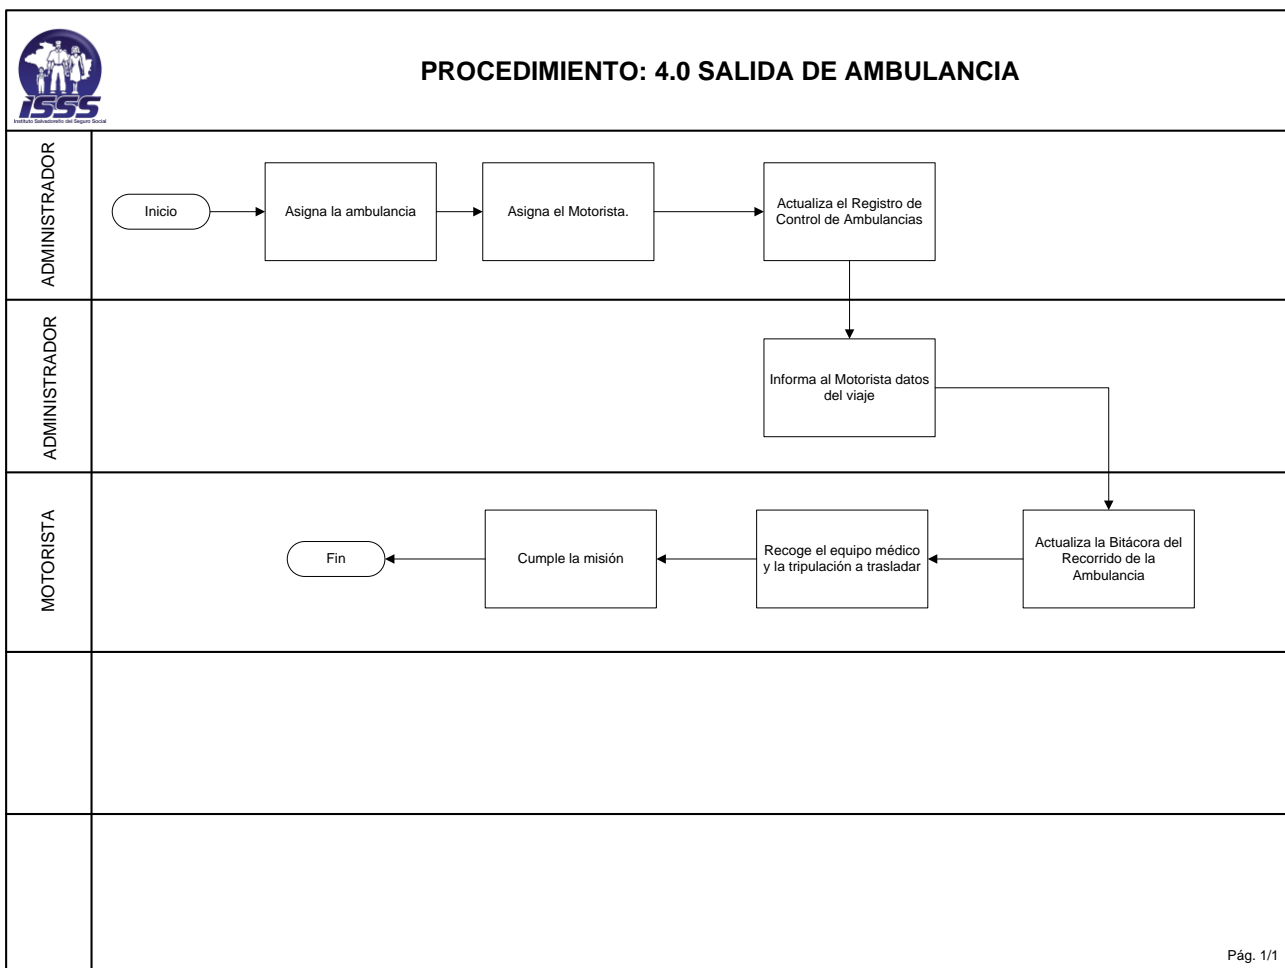 PROCEDIMIENTO: 4.0 SALIDA DE AMBULANCIA
ISSS
Instituto Salvadoreño del Seguro Social
ADMINISTRADOR
Inicio
Asigna la ambulancia
Asigna el Motorista.
Actualiza el Registro de
Control de Ambulancias
ADMINISTRADOR
Informa al Motorista datos
del viaje
MOTORISTA
Fin
Cumple la misión
Recoge el equipo médico
y la tripulación a trasladar
Actualiza la Bitácora del
Recorrido de la
Ambulancia
Pág. 1/1